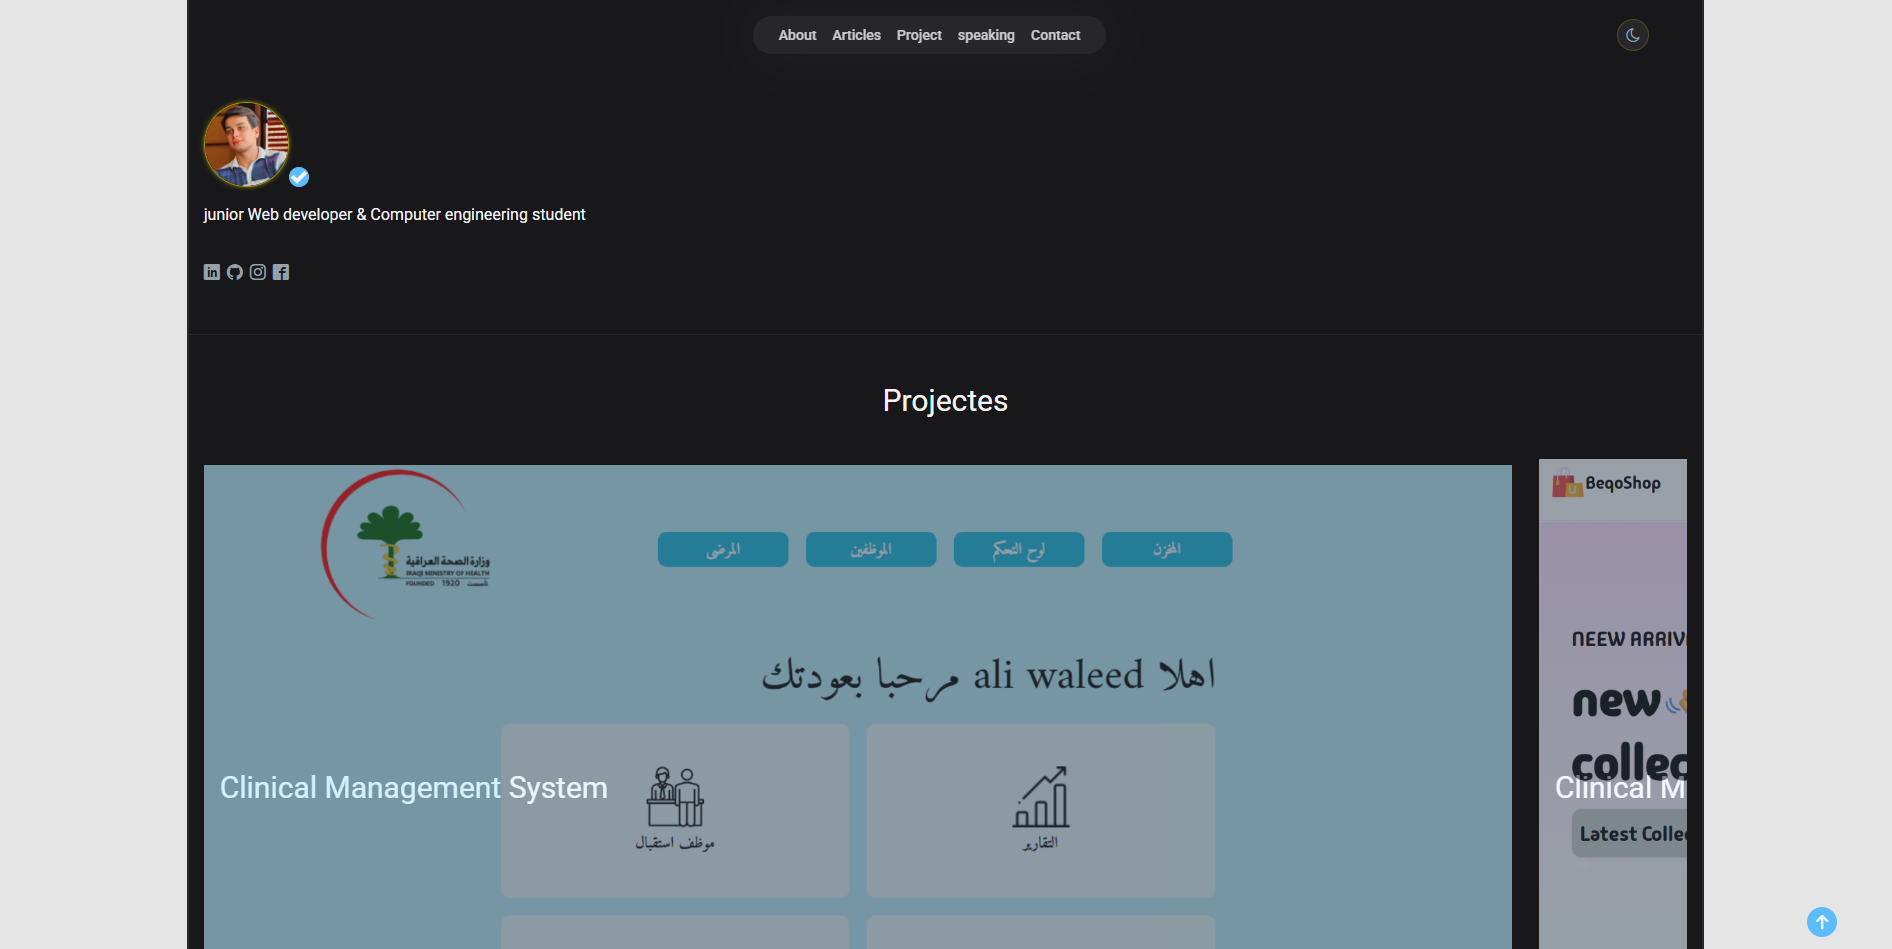 About Articles Project speaking Contact
junior Web developer & Computer engineering student
Projectes
وزارة الصحة العراقية
IRAQI MINISTRY OF HEALTH
FOUNDED 1920 تأسست
المرضى الموظفين لوح التحكم المخزن
اهلا ali waleed مرحبا بعودتك
Clinical Management System
موظف استقبال
التقارير
BeqoShop
NEEW ARRIV
new
collec
Clinical M
Latest Colle